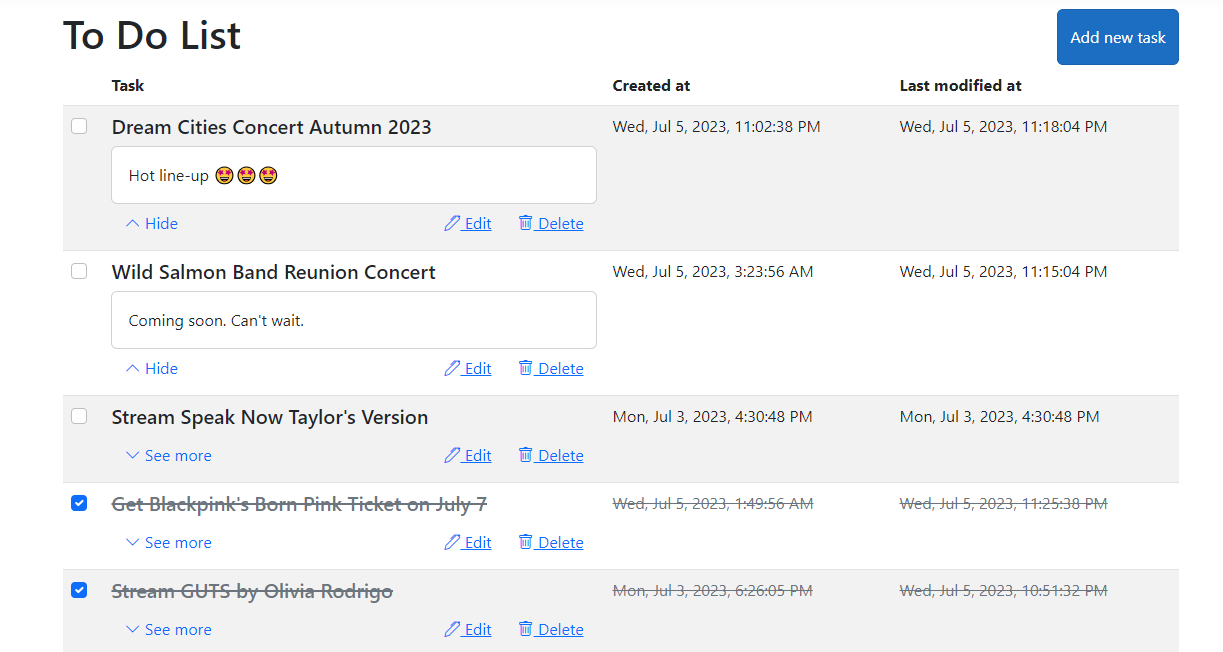 To Do List
Add new task
Task Created at Last modified at
Dream Cities Concert Autumn 2023 Wed, Jul 5, 2023, 11:02:38 PM Wed, Jul 5, 2023, 11:18:04 PM
Hot line-up 🤩🤩🤩
Hide Edit Delete
Wild Salmon Band Reunion Concert Wed, Jul 5, 2023, 3:23:56 AM Wed, Jul 5, 2023, 11:15:04 PM
Coming soon. Can't wait.
Hide Edit Delete
Stream Speak Now Taylor's Version Mon, Jul 3, 2023, 4:30:48 PM Mon, Jul 3, 2023, 4:30:48 PM
See more Edit Delete
Get Blackpink's Born Pink Ticket on July 7 Wed, Jul 5, 2023, 1:49:56 AM Wed, Jul 5, 2023, 11:25:38 PM
See more Edit Delete
Stream GUTS by Olivia Rodrigo Mon, Jul 3, 2023, 6:26:05 PM Wed, Jul 5, 2023, 10:51:32 PM
See more Edit Delete